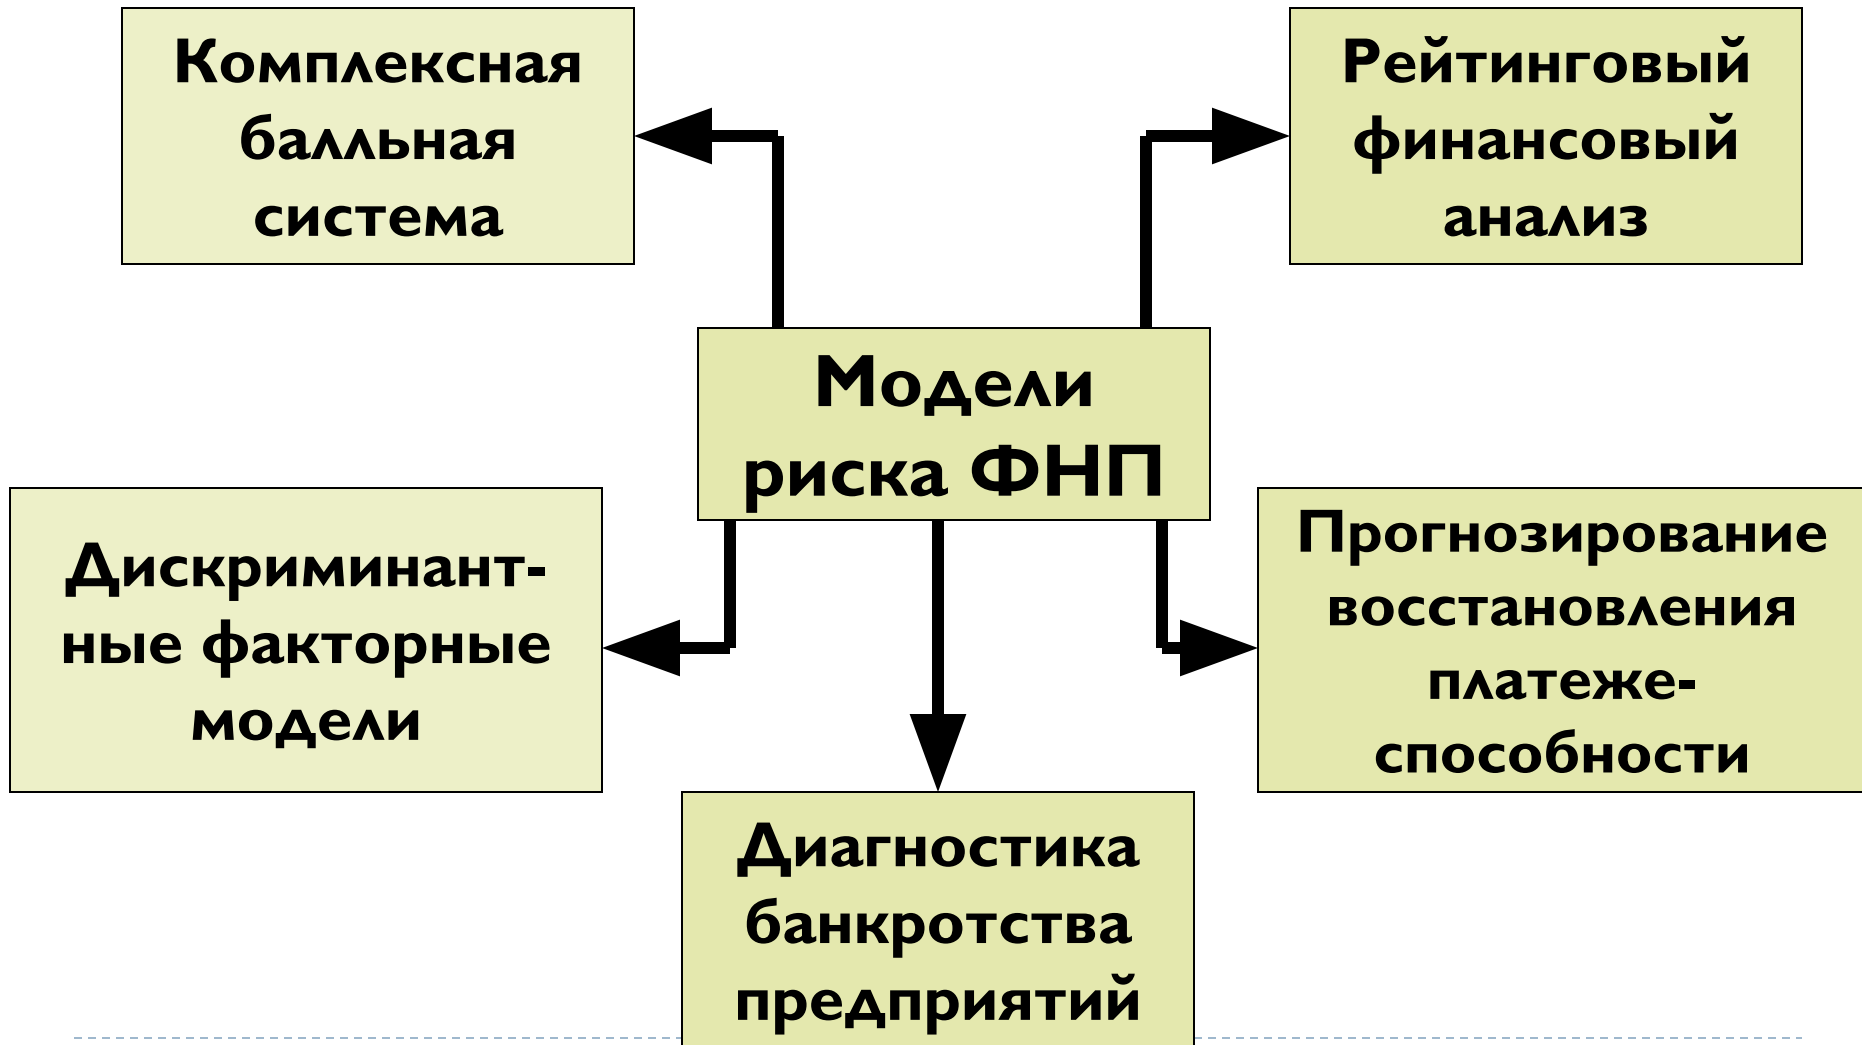 Комплексная
балльная
система
Рейтинговый
финансовый
анализ
Модели
риска ФНП
Дискриминант-
ные факторные
модели
Прогнозирование
восстановления
платеже-
способности
Диагностика
банкротства
предприятий